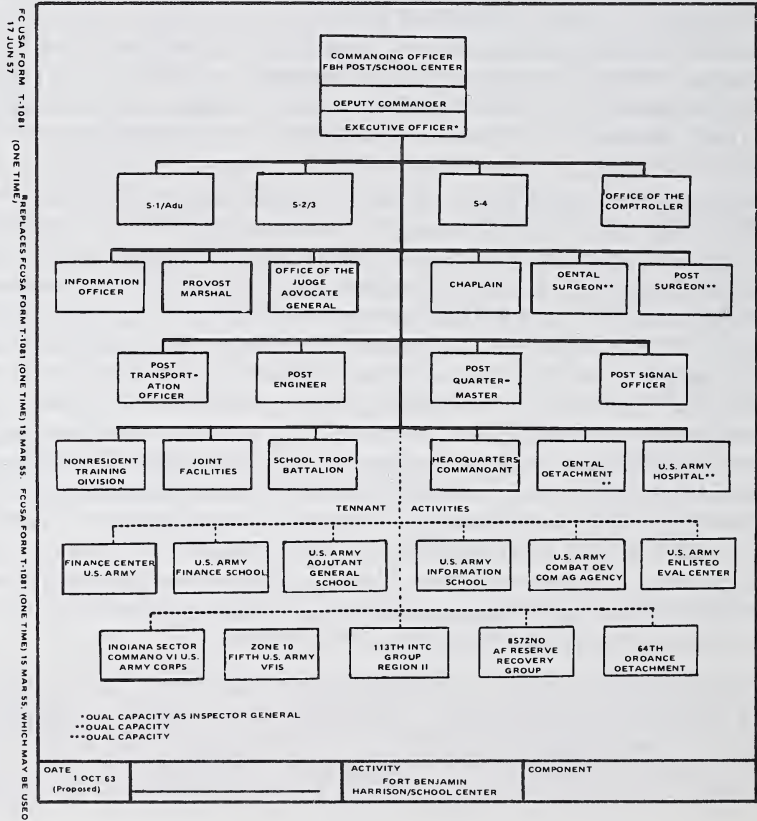 FC USA FORM T-1081 (ONE TIME)
17 JUN 57
REPLACES FCUSA FORM T-1081 (ONE TIME) 15 MAR 55. FCUSA FORM T-1081 (ONE TIME) 15 MAR 55, WHICH MAY BE USEO
COMMANOING OFFICER
FBH POST/SCHOOL CENTER
OEPUTY COMMANOER
EXECUTIVE OFFICER*
S-1/Adu
S-2/3
S-4
OFFICE OF THE
COMPTROLLER
INFORMATION
OFFICER
PROVOST
MARSHAL
OFFICE OF THE
JUOGE
AOVOCATE
GENERAL
CHAPLAIN
OENTAL
SURGEON**
POST
SURGEON**
POST
TRANSPORT-
ATION
OFFICER
POST
ENGINEER
POST
QUARTER-
MASTER
POST SIGNAL
OFFICER
NONRESIOENT
TRAINING
DIVISION
JOINT
FACILITIES
SCHOOL TROOP
BATTALION
HEAOQUARTERS
COMMANOANT
OENTAL
OETACHMENT
**
U.S. ARMY
HOSPITAL**
TENNANT ACTIVITIES
FINANCE CENTER
U.S. ARMY
U.S. ARMY
FINANCE SCHOOL
U.S. ARMY
AOJUTANT
GENERAL
SCHOOL
U.S. ARMY
INFORMATION
SCHOOL
U.S. ARMY
COMBAT OEV
COM AG AGENCY
U.S. ARMY
ENLISTEO
EVAL CENTER
INOIANA SECTOR
COMMANO VI U.S.
ARMY CORPS
ZONE 10
FIFTH U.S. ARMY
VFIS
113TH INTC
GROUP
REGION II
8572NO
AF RESERVE
RECOVERY
GROUP
64TH
OROANCE
OETACHMENT
*OUAL CAPACITY AS INSPECTOR GENERAL
**OUAL CAPACITY
***OUAL CAPACITY
OATE
1 OCT 63
(Proposed)
ACTIVITY
FORT BENJAMIN
HARRISON/SCHOOL CENTER
COMPONENT